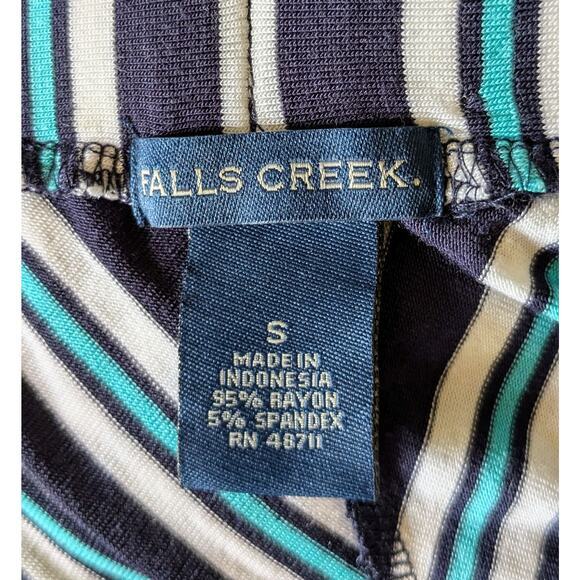 FALLS CREEK.
S
MADE IN
INDONESIA
95% RAYON
5% SPANDEX
RN 48711